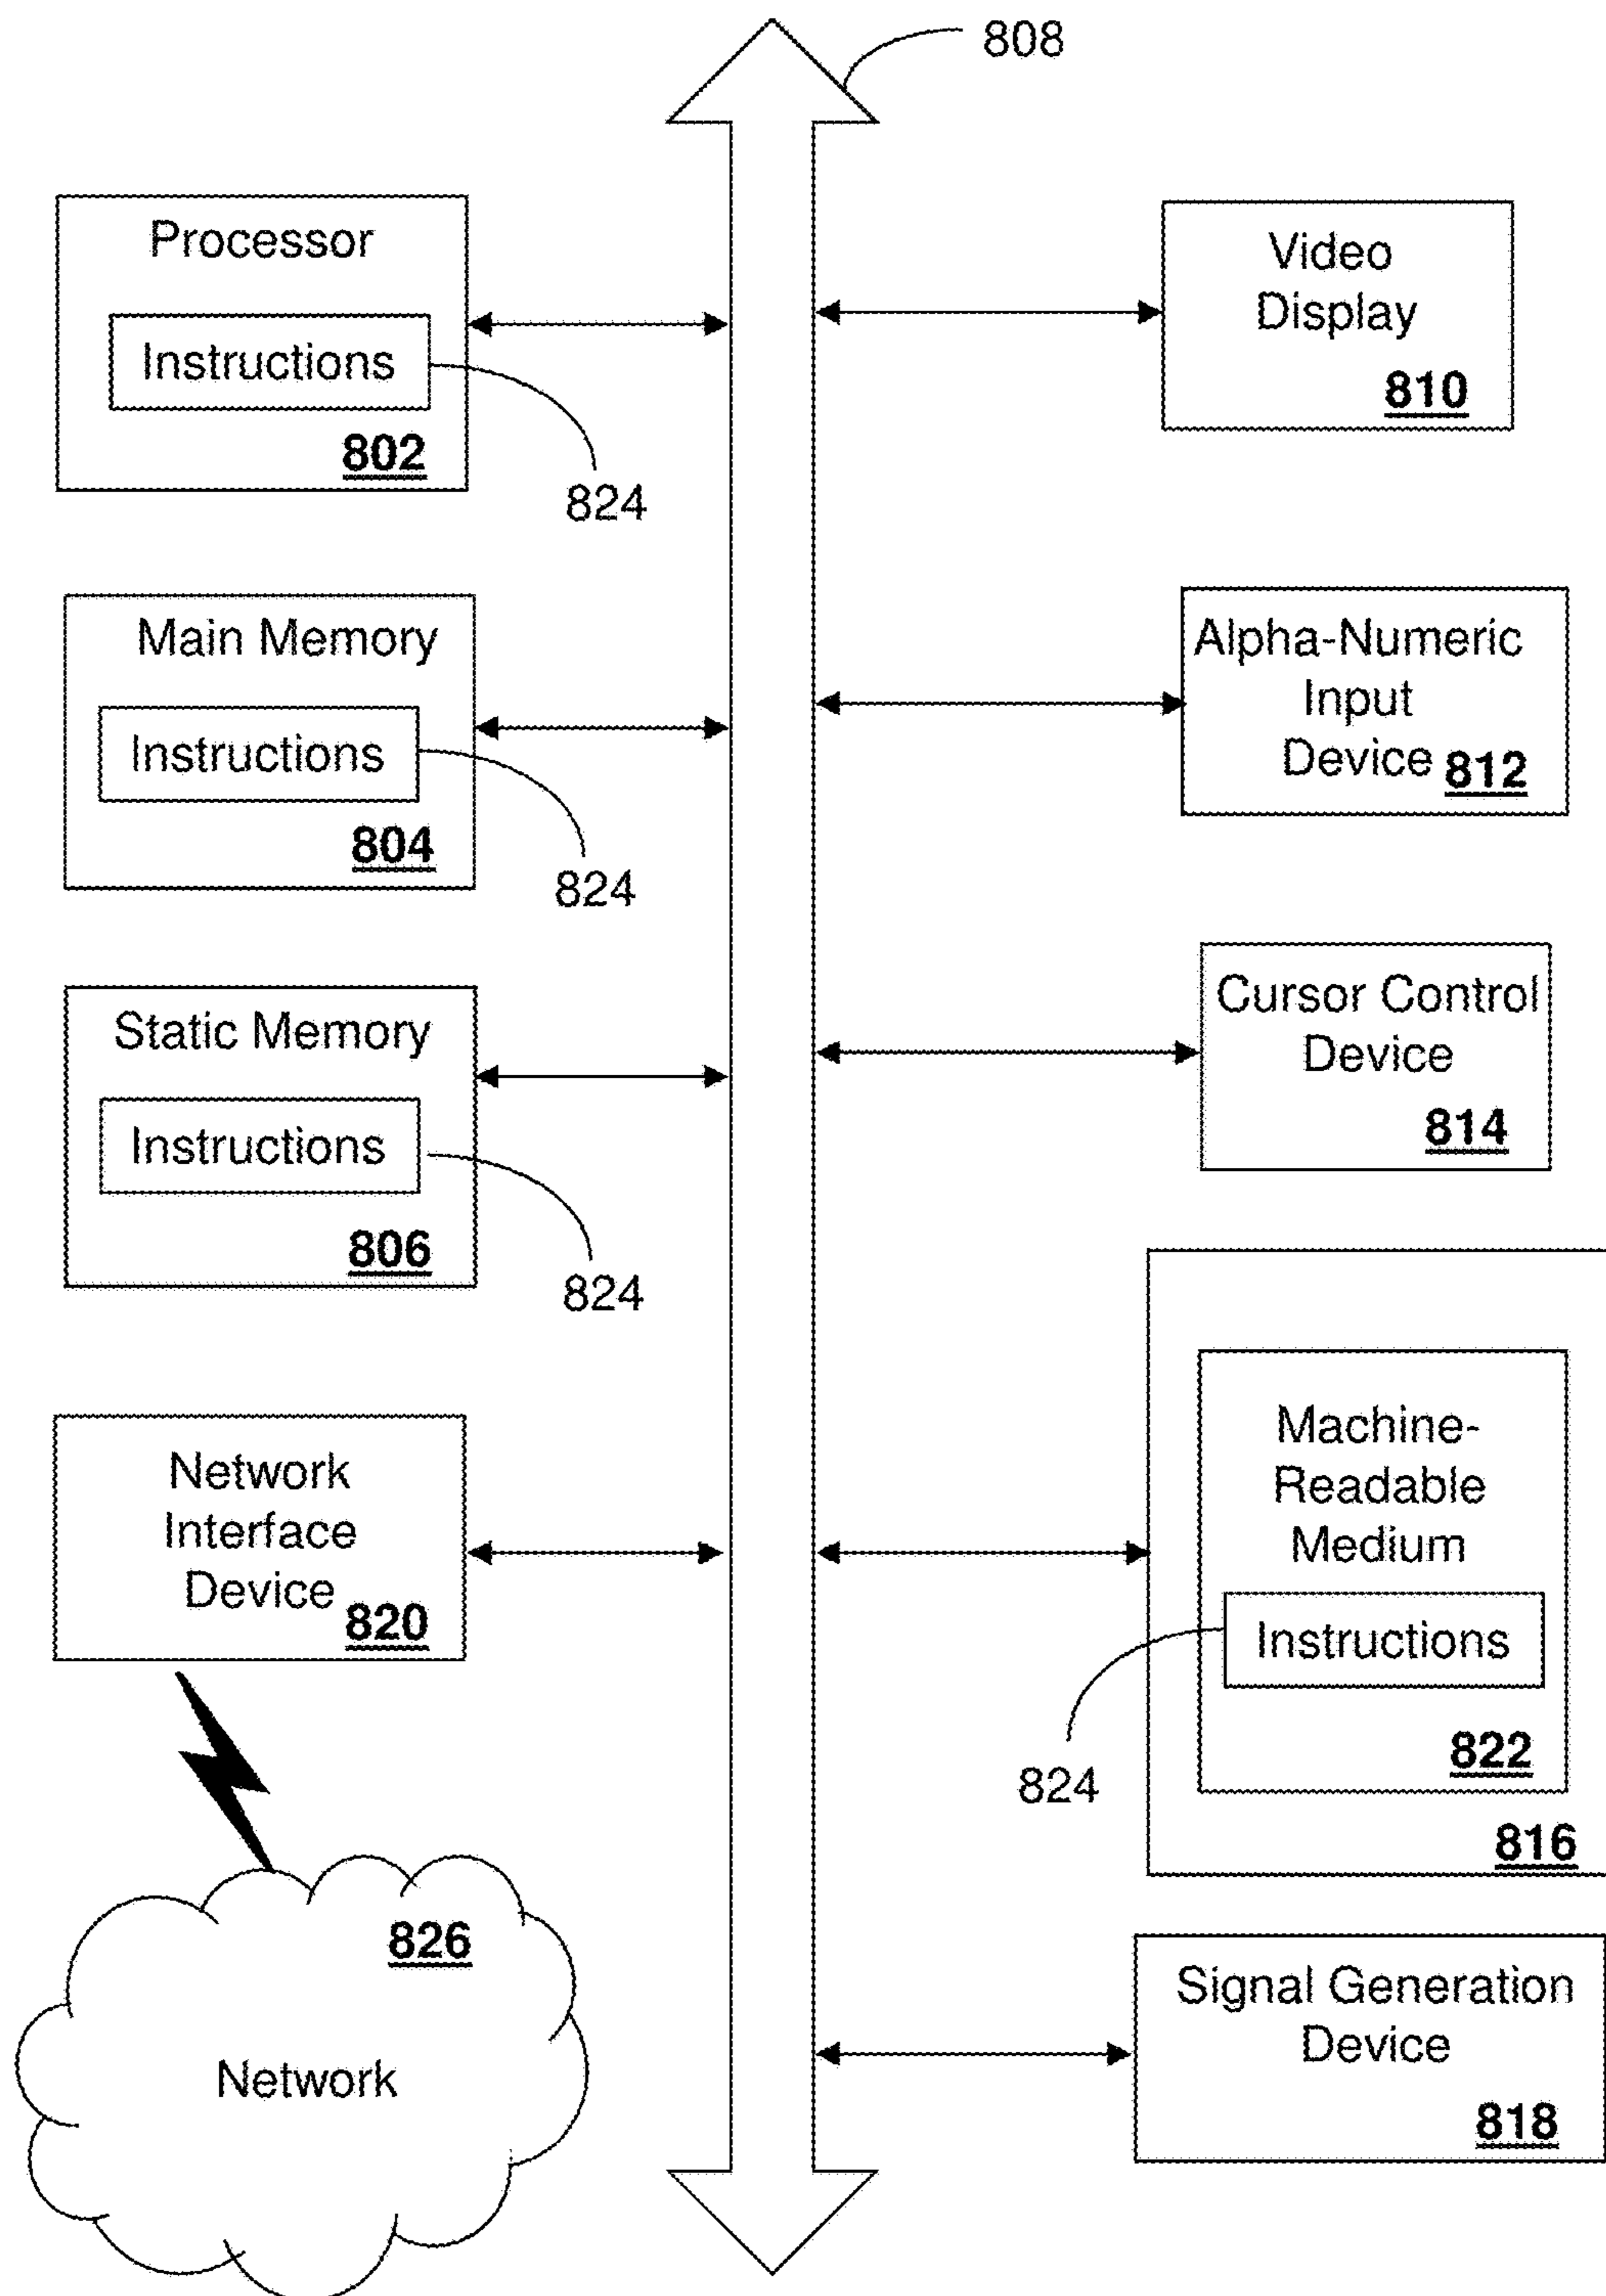 808
Processor
Instructions
802
824
Main Memory
Instructions
804
824
Static Memory
Instructions
806
824
Network
Interface
Device
820
826
Network
Video
Display
810
Alpha-Numeric
Input
Device
812
Cursor Control
Device
814
Machine-
Readable
Medium
Instructions
822
824
816
Signal Generation
Device
818